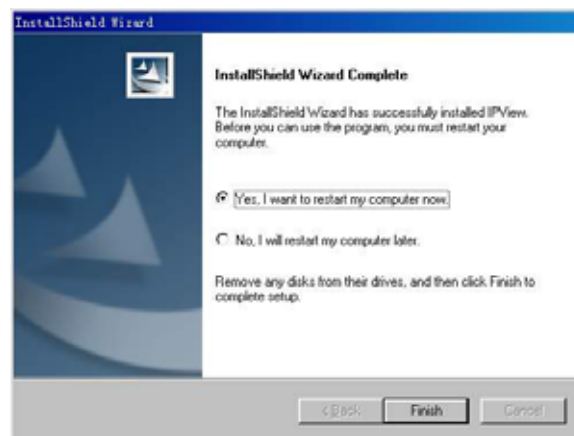 InstallShield Wizard
InstallShield Wizard Complete
The InstallShield Wizard has successfully installed IPView.
Before you can use the program, you must restart your
computer.
Yes, I want to restart my computer now.
No, I will restart my computer later.
Remove any disks from their drives, and then click Finish to
complete setup.
< Back
Finish
Cancel